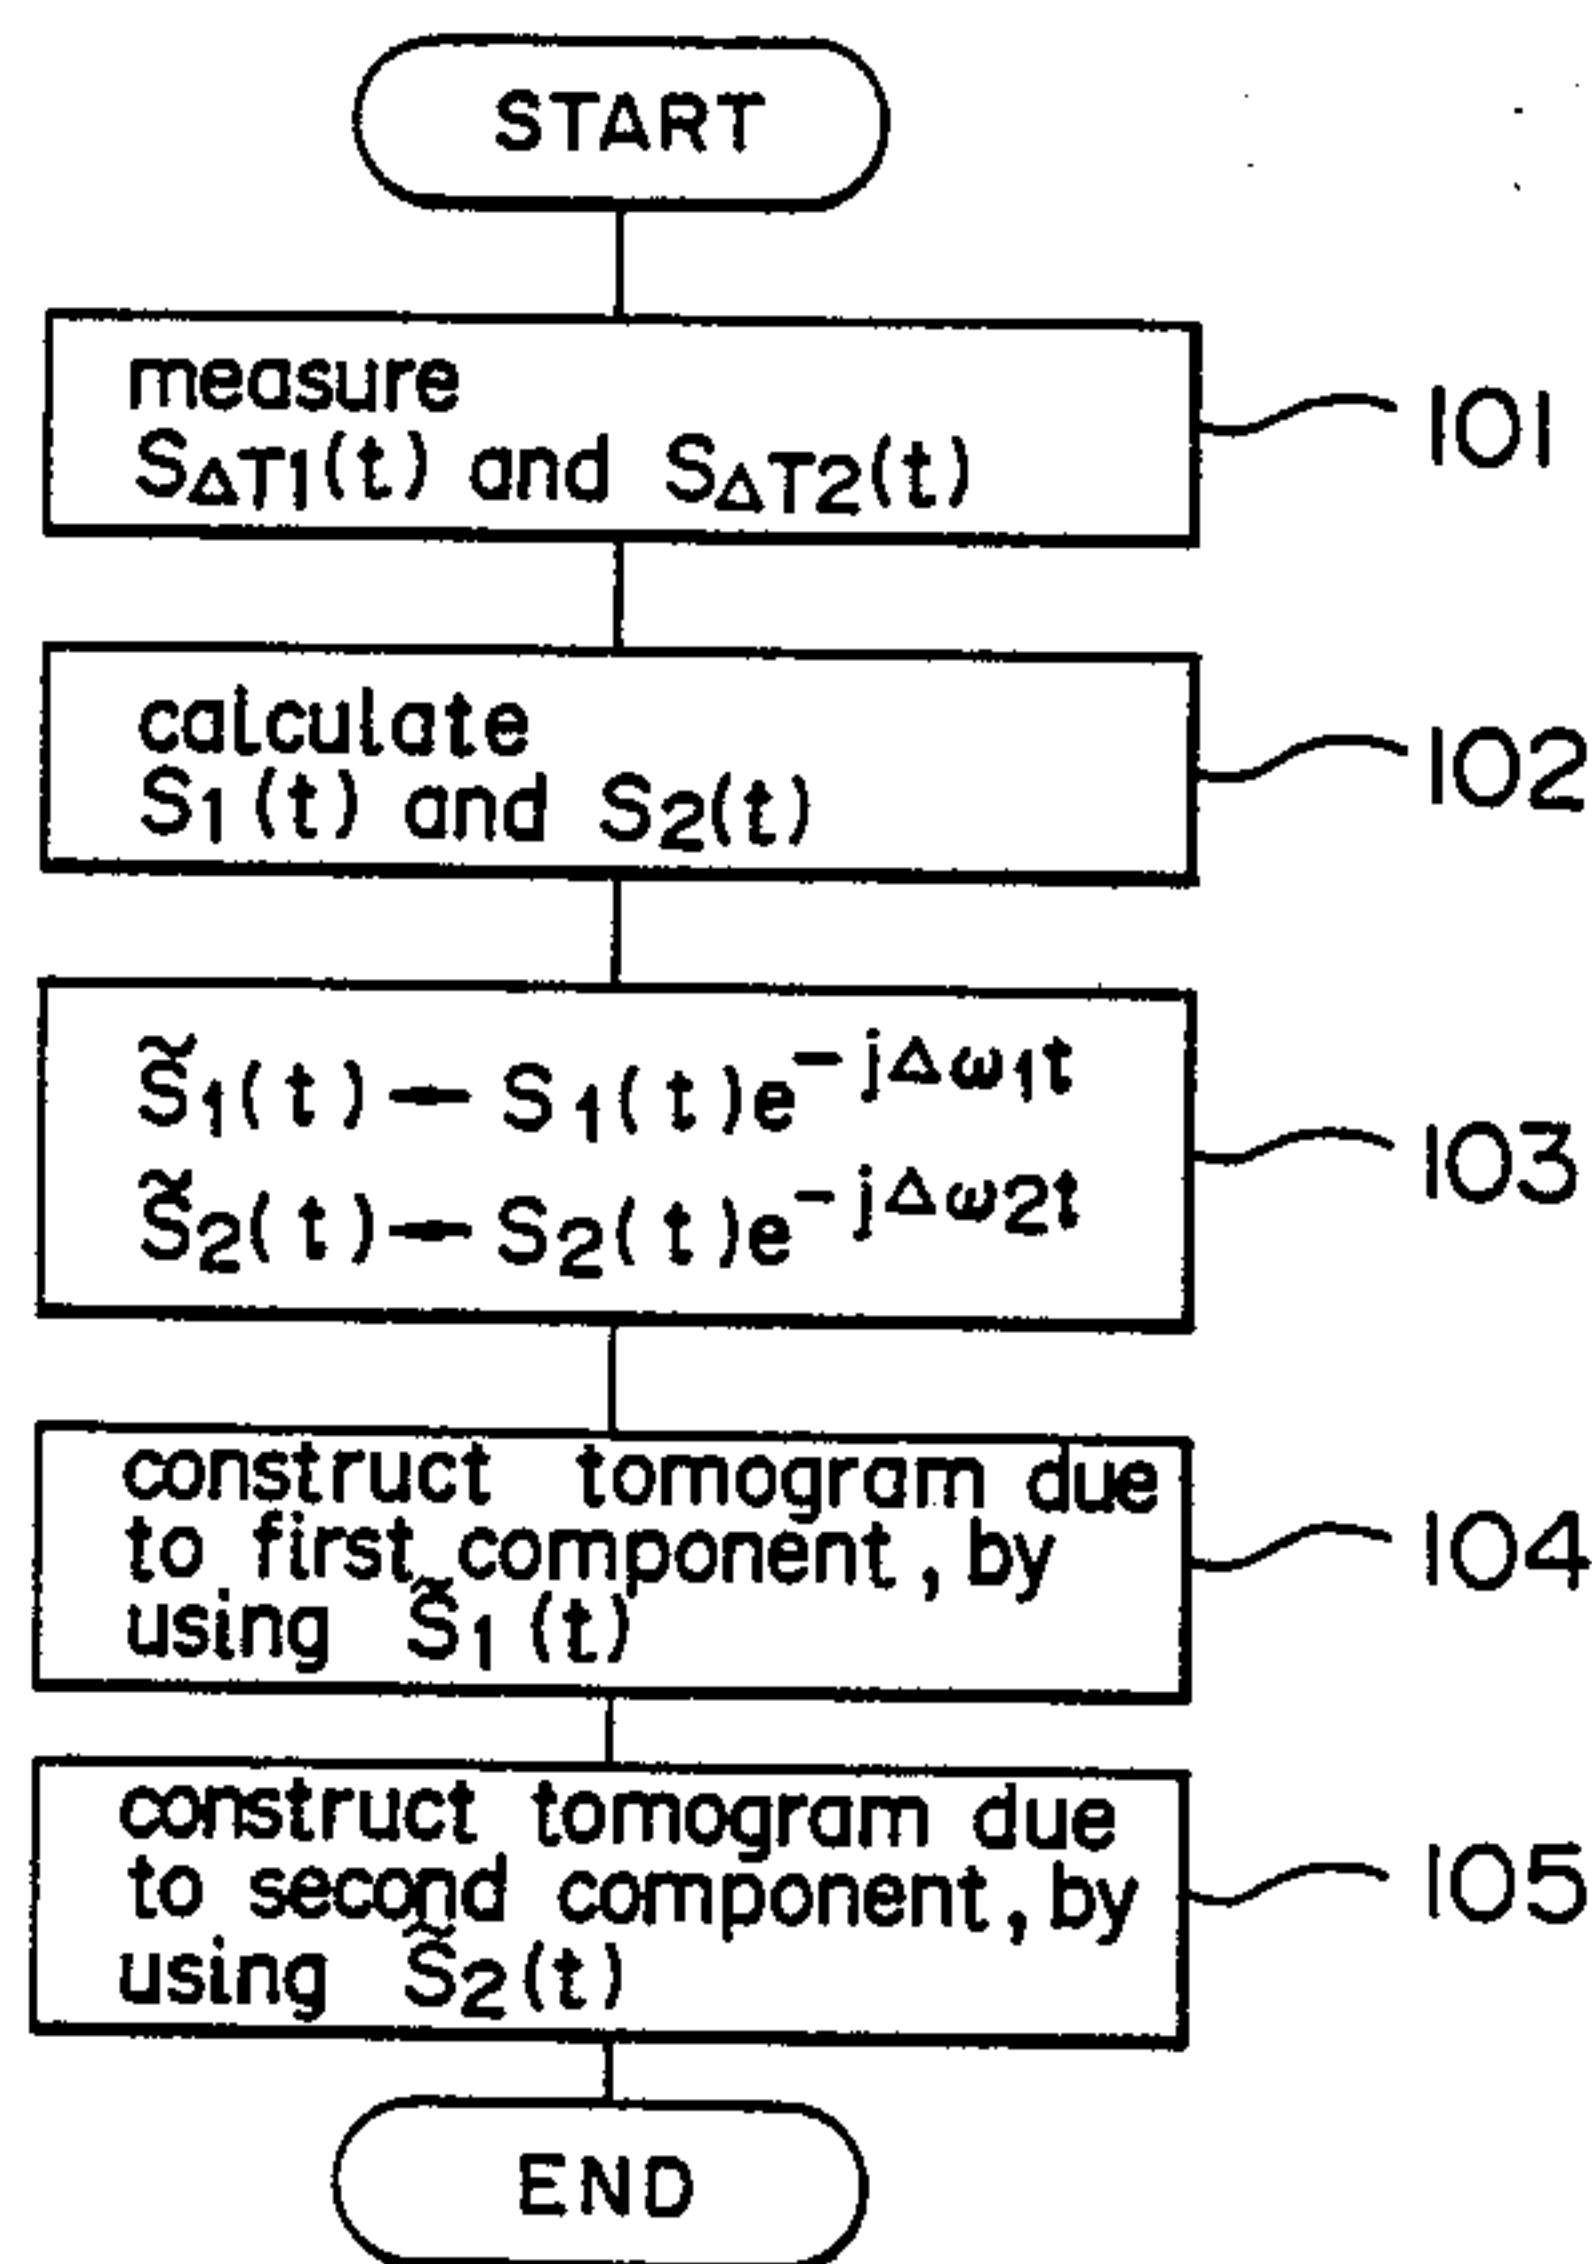 START
measure
SΔT1(t) and SΔT2(t)
101
calculate
S1(t) and S2(t)
102
S̃1(t) ← S1(t)e^-jΔω1t
S̃2(t) ← S2(t)e^-jΔω2t
103
construct tomogram due
to first component, by
using S̃1(t)
104
construct tomogram due
to second component, by
using S̃2(t)
105
END